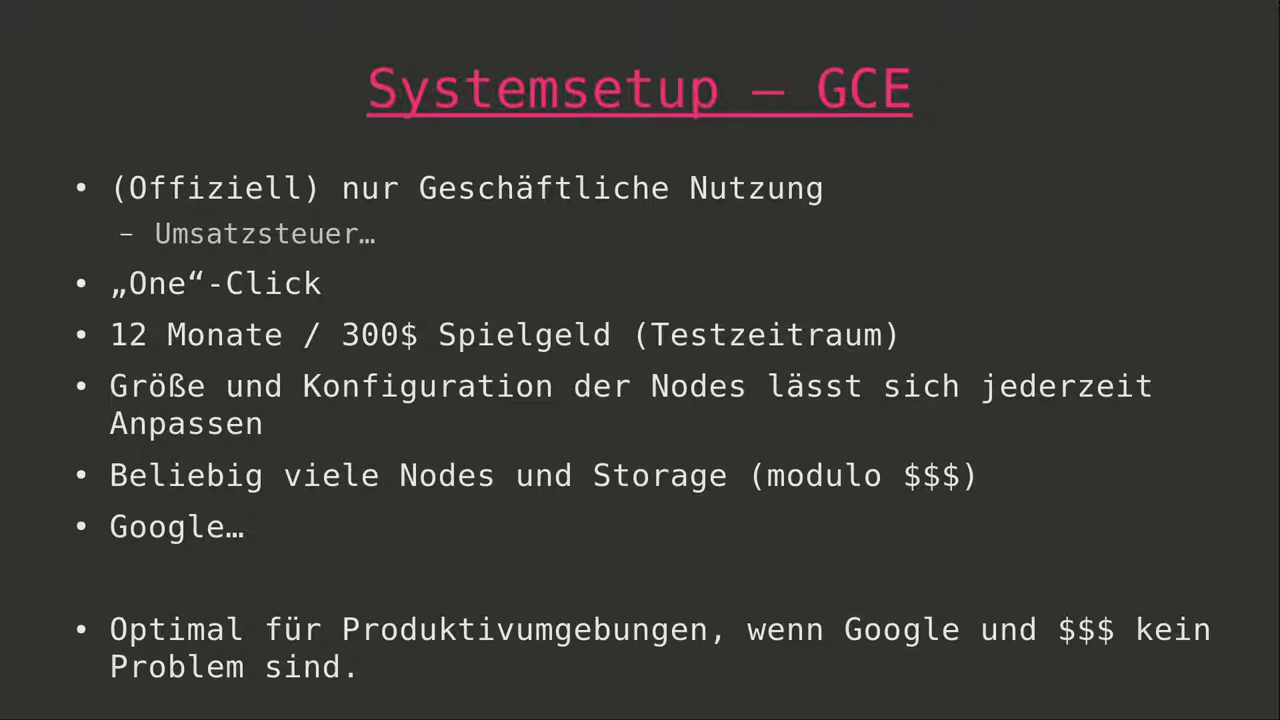 Systemsetup – GCE
• (Offiziell) nur Geschäftliche Nutzung
– Umsatzsteuer…
• „One“-Click
• 12 Monate / 300$ Spielgeld (Testzeitraum)
• Größe und Konfiguration der Nodes lässt sich jederzeit
Anpassen
• Beliebig viele Nodes und Storage (modulo $$$)
• Google…
• Optimal für Produktivumgebungen, wenn Google und $$$ kein
Problem sind.